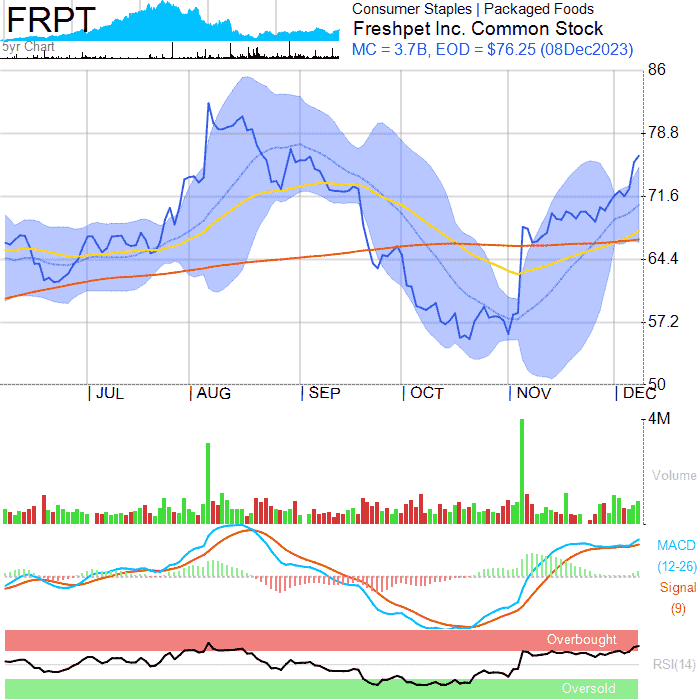 FRPT
5yr Chart
Consumer Staples | Packaged Foods
Freshpet Inc. Common Stock
MC = 3.7B, EOD = $76.25 (08Dec2023)
86
78.8
71.6
64.4
57.2
50
JUL AUG SEP OCT NOV DEC
4M
Volume
MACD
(12-26)
Signal
(9)
Overbought
RSI(14)
Oversold